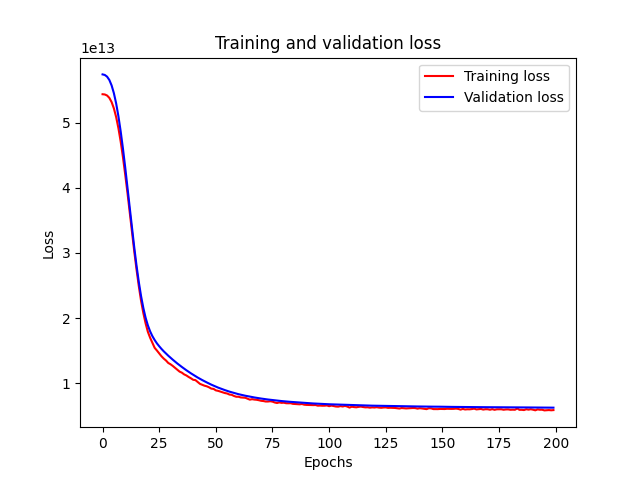 Training and validation loss
1e13
Training loss
Validation loss
5
4
3
2
1
Loss
0 25 50 75 100 125 150 175 200
Epochs